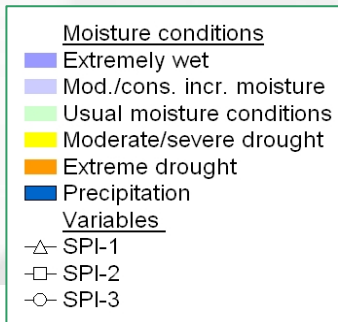 Moisture conditions
Extremely wet
Mod./cons. incr. moisture
Usual moisture conditions
Moderate/severe drought
Extreme drought
Precipitation
Variables
SPI-1
SPI-2
SPI-3